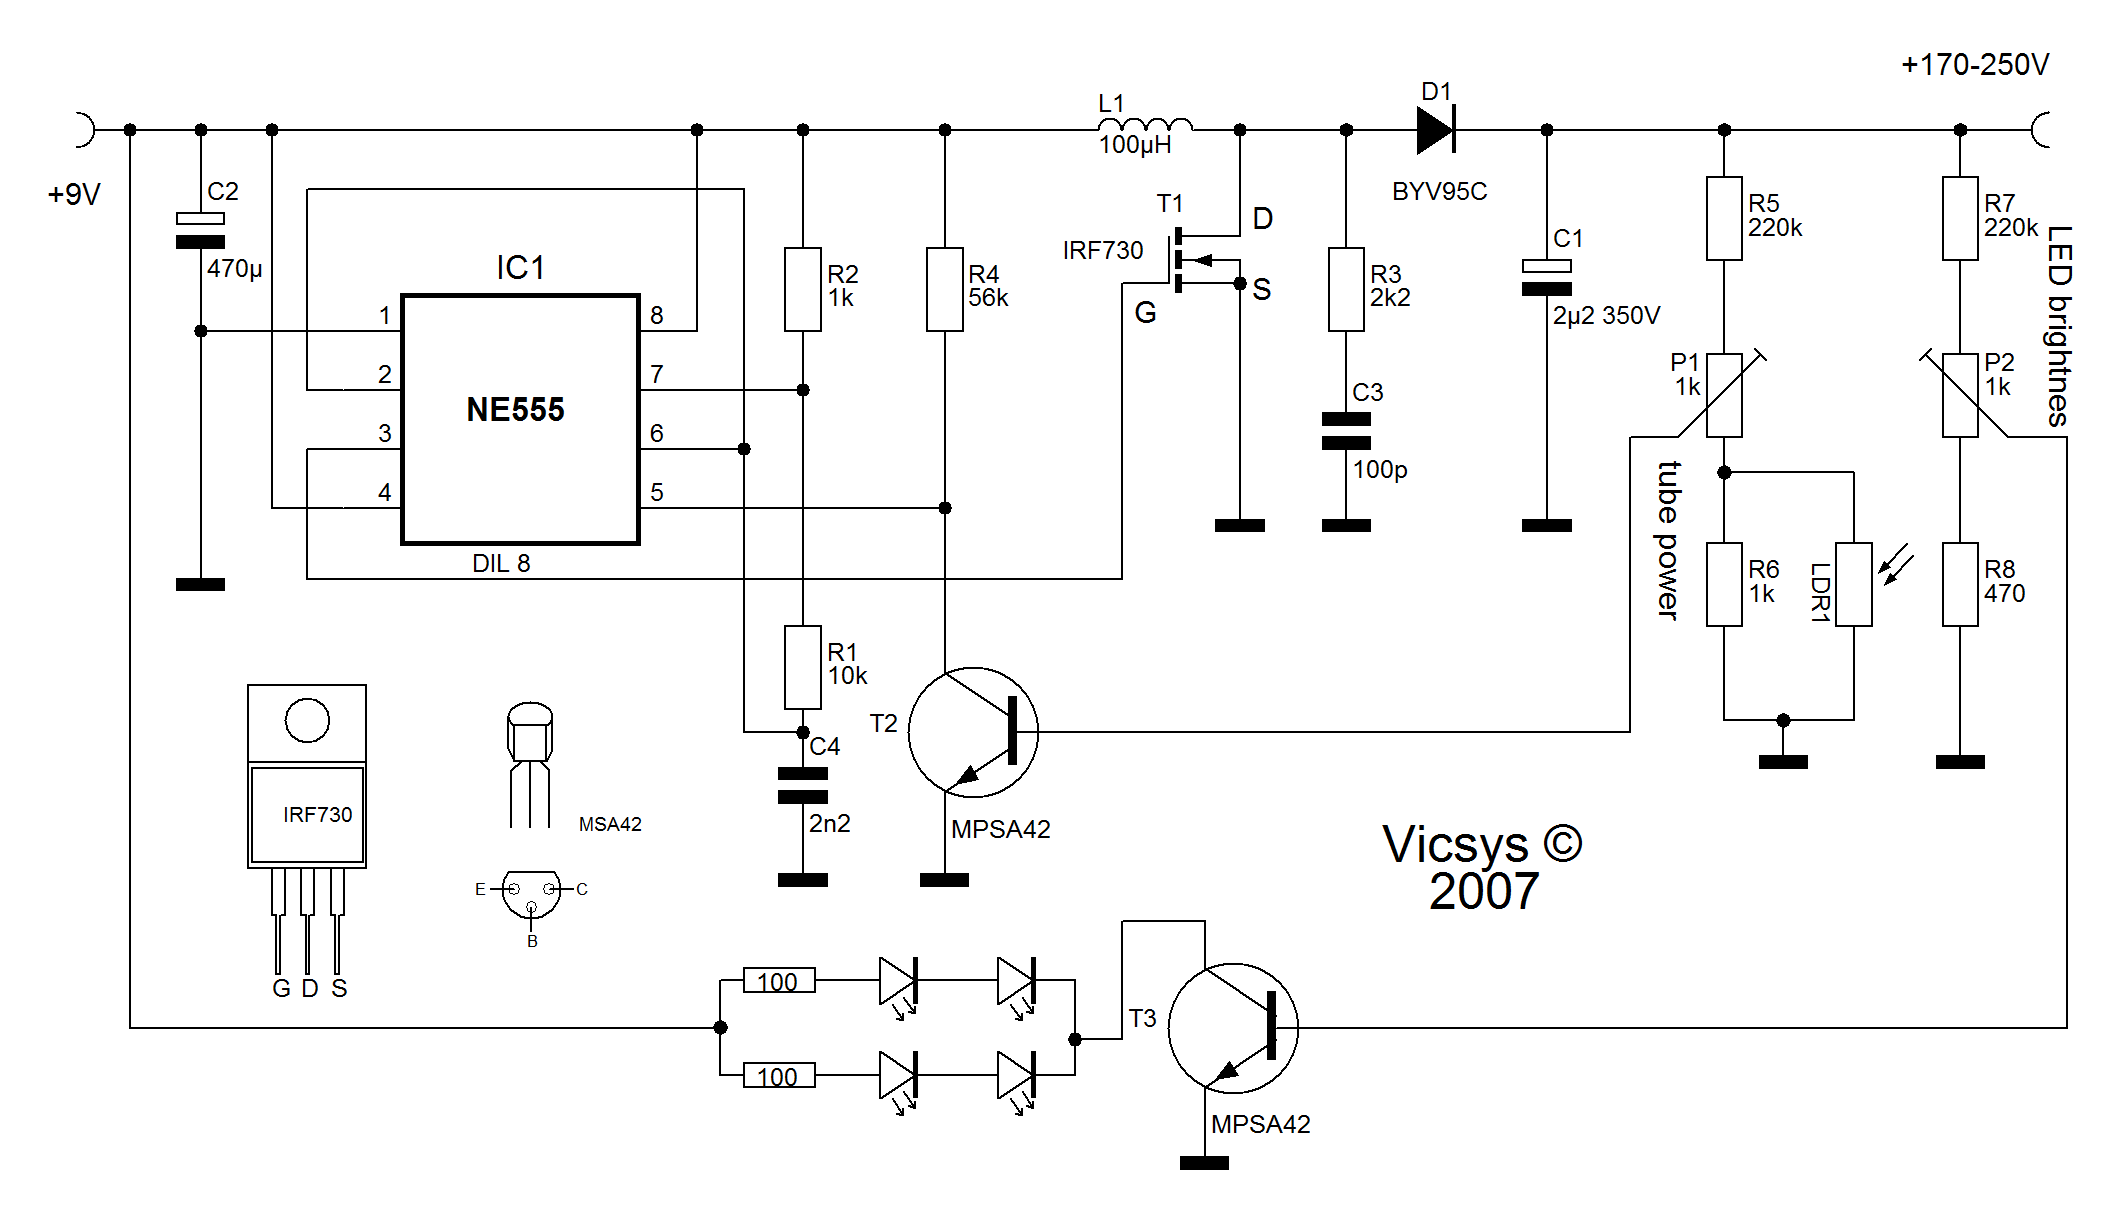 +170-250V
+9V
C2
470µ
IC1
NE555
DIL 8
1
2
3
4
8
7
6
5
R2
1k
R4
56k
L1
100µH
T1
IRF730
D
S
G
D1
BYV95C
R3
2k2
C3
100p
C1
2µ2 350V
R5
220k
P1
1k
tube power
R6
1k
LDR1
R7
220k
P2
1k
LED brightnes
R8
470
R1
10k
C4
2n2
T2
MPSA42
IRF730
G D S
MSA42
E
C
B
Vicsys ©
2007
100
100
T3
MPSA42